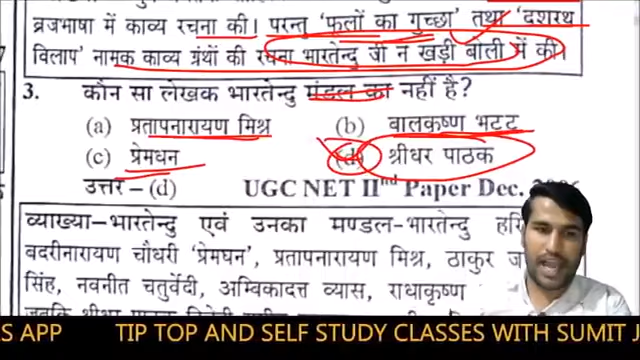 ब्रजभाषा में काव्य रचना की। परन्तु 'फूलों का गुच्छा' तथा 'दशरथ
विलाप' नामक काव्य ग्रंथों की रचना भारतेन्दु जी ने खड़ी बोली में की।
3. कौन सा लेखक भारतेन्दु मंडल का नहीं है?
(a) प्रतापनारायण मिश्र (b) बालकृष्ण भट्ट
(c) प्रेमघन (d) श्रीधर पाठक
उत्तर –(d) UGC NET IInd Paper Dec.
व्याख्या–भारतेन्दु एवं उनका मण्डल-भारतेन्दु
बदरीनारायण चौधरी 'प्रेमघन', प्रतापनारायण मिश्र, ठाकुर
सिंह, नवनीत चतुर्वेदी, अम्बिकादत्त व्यास, राधाकृष्ण
APP TIP TOP AND SELF STUDY CLASSES WITH SUMIT